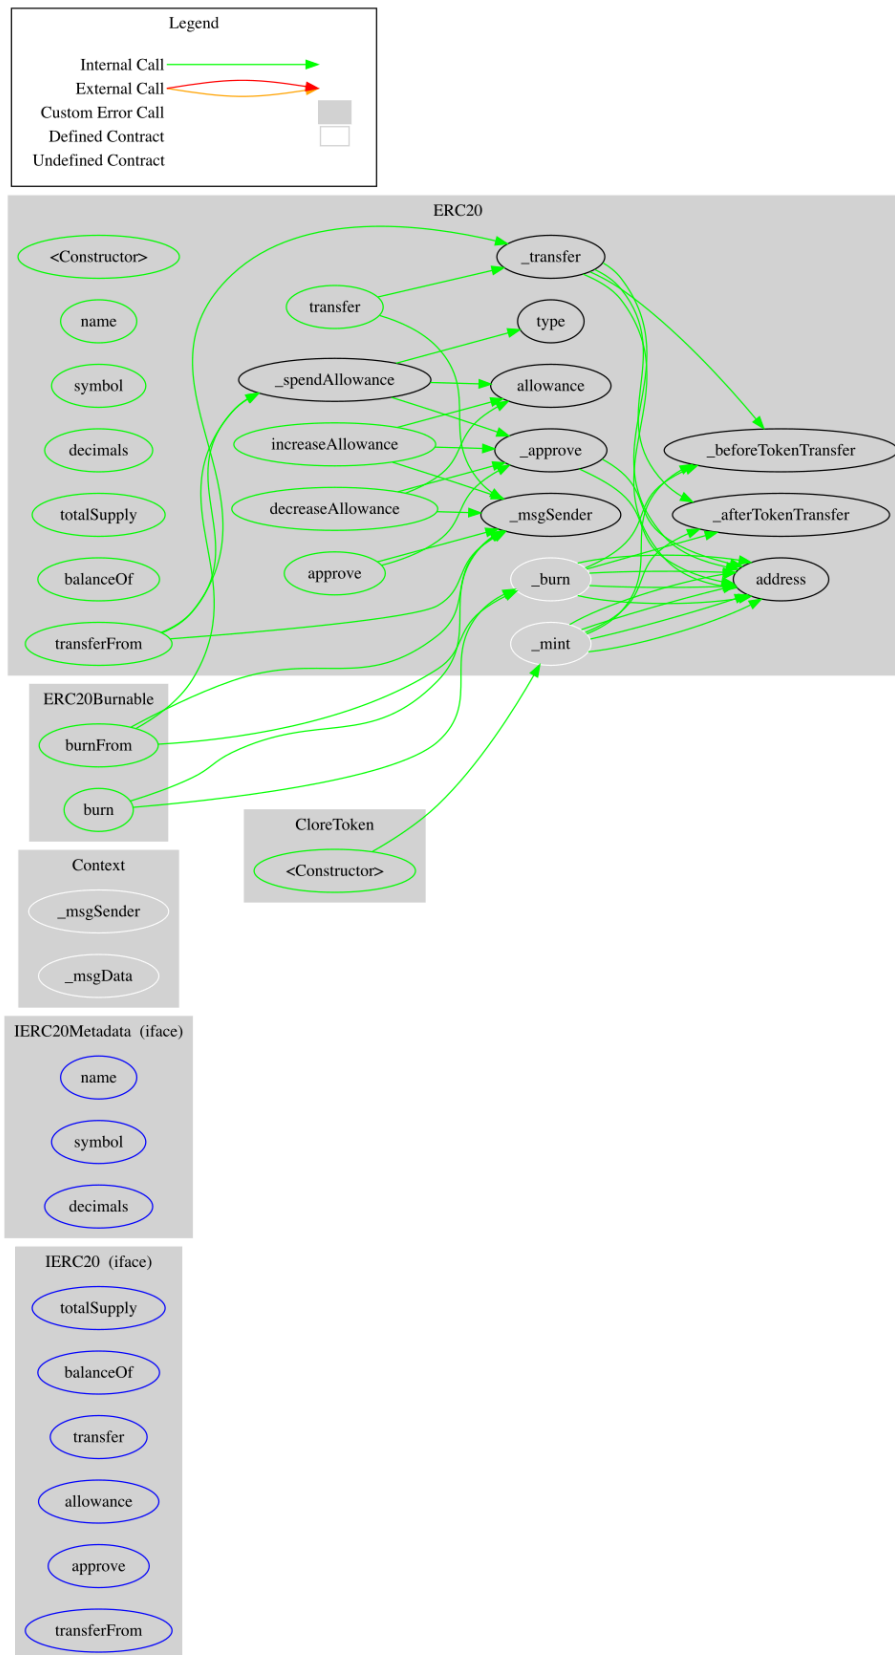 Legend
Internal Call
External Call
Custom Error Call
Defined Contract
Undefined Contract
ERC20
<Constructor>
name
symbol
decimals
totalSupply
balanceOf
transferFrom
transfer
_spendAllowance
increaseAllowance
decreaseAllowance
approve
_transfer
type
allowance
_approve
_msgSender
_burn
_mint
_beforeTokenTransfer
_afterTokenTransfer
address
ERC20Burnable
burnFrom
burn
CloreToken
<Constructor>
Context
_msgSender
_msgData
IERC20Metadata (iface)
name
symbol
decimals
IERC20 (iface)
totalSupply
balanceOf
transfer
allowance
approve
transferFrom